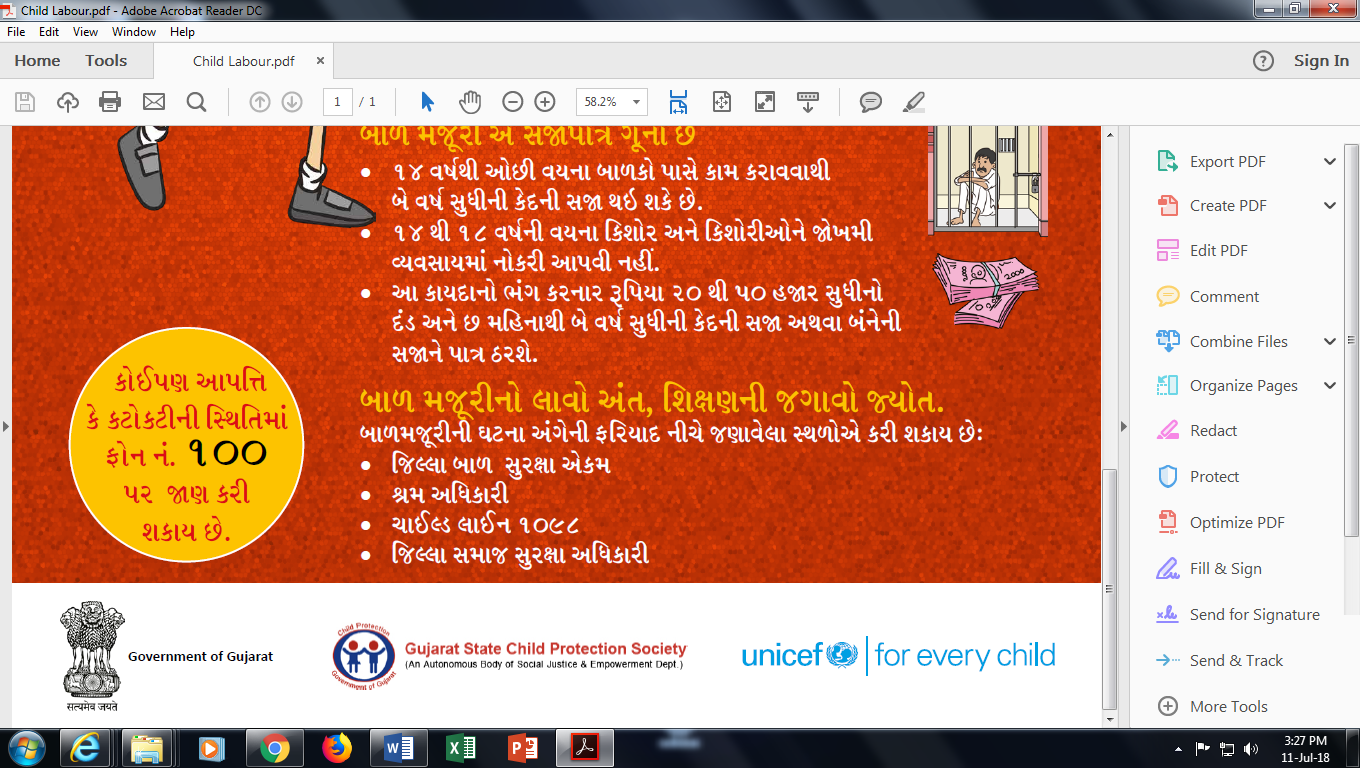 Child Labour.pdf - Adobe Acrobat Reader DC
File Edit View Window Help
Home Tools Child Labour.pdf × Sign In
1 / 1 58.2%
બાળ મજૂરી એ સજાપાત્ર ગૂનો છે
• ૧૪ વર્ષથી ઓછી વયના બાળકો પાસે કામ કરાવવાથી
બે વર્ષ સુધીની કેદની સજા થઇ શકે છે.
• ૧૪ થી ૧૮ વર્ષની વયના કિશોર અને કિશોરીઓને જોખમી
વ્યવસાયમાં નોકરી આપવી નહીં.
• આ કાયદાનો ભંગ કરનાર રૂપિયા ૨૦ થી ૫૦ હજાર સુધીનો
દંડ અને છ મહિનાથી બે વર્ષ સુધીની કેદની સજા અથવા બંનેની
સજાને પાત્ર ઠરશે.
કોઈપણ આપત્તિ
કે કટોકટીની સ્થિતિમાં
ફોન નં. ૧૦૦
પર જાણ કરી
શકાય છે.
બાળ મજૂરીનો લાવો અંત, શિક્ષણની જગાવો જ્યોત.
બાળમજૂરીની ઘટના અંગેની ફરિયાદ નીચે જણાવેલા સ્થળોએ કરી શકાય છે:
• જિલ્લા બાળ સુરક્ષા એકમ
• શ્રમ અધિકારી
• ચાઈલ્ડ લાઈન ૧૦૯૮
• જિલ્લા સમાજ સુરક્ષા અધિકારી
सत्यमेव जयते
Government of Gujarat
Child Protection
Government of Gujarat
Gujarat State Child Protection Society
(An Autonomous Body of Social Justice & Empowerment Dept.)
unicef for every child
Export PDF
Create PDF
Edit PDF
Comment
Combine Files
Organize Pages
Redact
Protect
Optimize PDF
Fill & Sign
Send for Signature
Send & Track
More Tools
3:27 PM
11-Jul-18